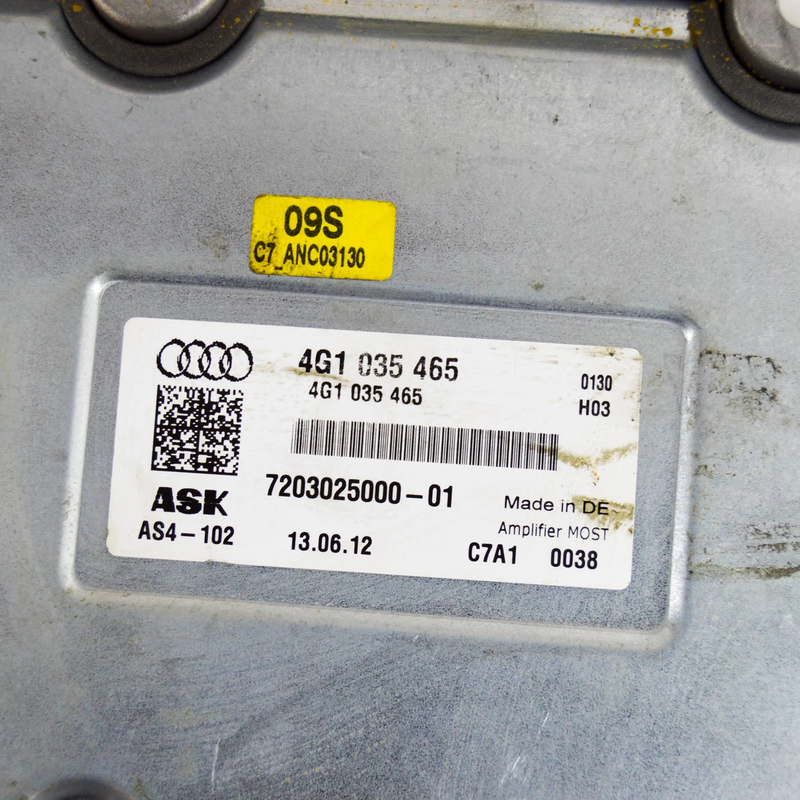 09S
C7_ANC03130
4G1 035 465
4G1 035 465
0130
H03
7203025000-01
ASK
AS4-102
13.06.12
Made in DE
Amplifier MOST
C7A1 0038